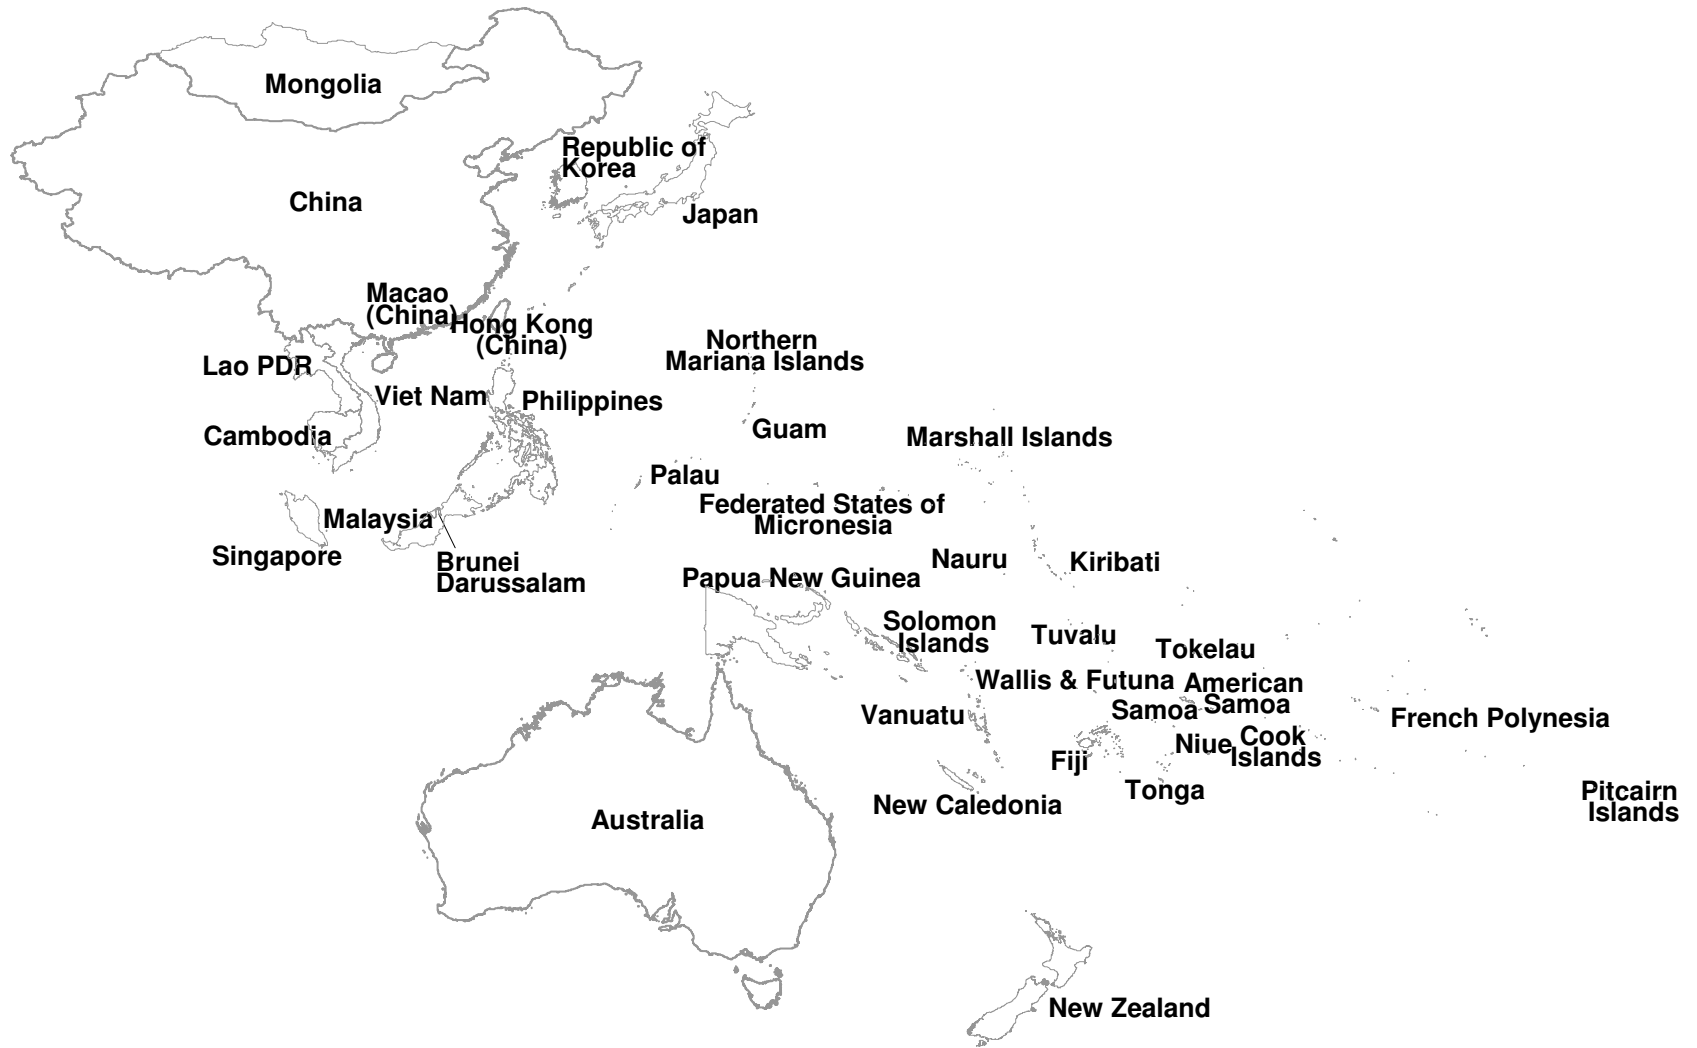 Mongolia
Republic of
Korea
China
Japan
Macao
(China)
Hong Kong
(China)
Northern
Mariana Islands
Lao PDR
Viet Nam
Philippines
Guam
Cambodia
Marshall Islands
Palau
Federated States of
Micronesia
Malaysia
Singapore
Brunei
Darussalam
Nauru
Kiribati
Papua New Guinea
Solomon
Islands
Tuvalu
Tokelau
Wallis & Futuna
American
Samoa
Samoa
Vanuatu
French Polynesia
Niue
Cook
Islands
Fiji
Tonga
Pitcairn
Islands
New Caledonia
Australia
New Zealand